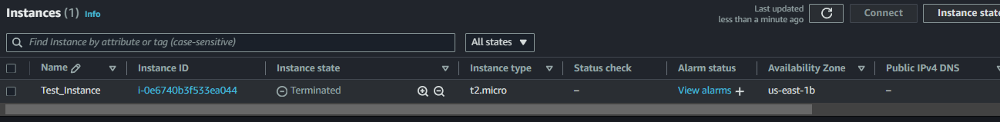 Instances (1) Info
Last updated
less than a minute ago
Connect
Instance state
Find Instance by attribute or tag (case-sensitive)
All states
Name Instance ID Instance state Instance type Status check Alarm status Availability Zone Public IPv4 DNS
Test_Instance i-0e6740b3f533ea044 Terminated t2.micro – View alarms + us-east-1b –